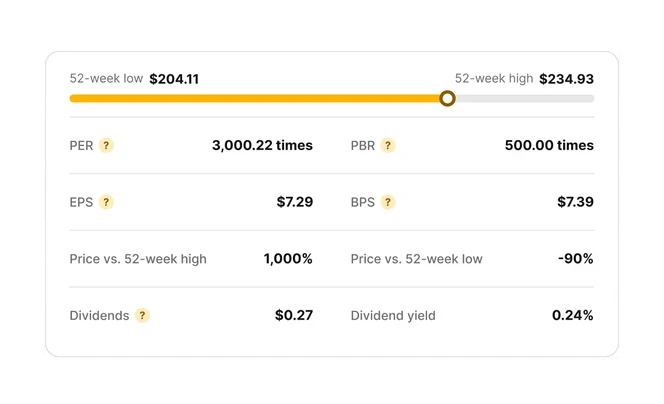 52-week low $204.11 52-week high $234.93
PER ? 3,000.22 times PBR ? 500.00 times
EPS ? $7.29 BPS ? $7.39
Price vs. 52-week high 1,000% Price vs. 52-week low -90%
Dividends ? $0.27 Dividend yield 0.24%